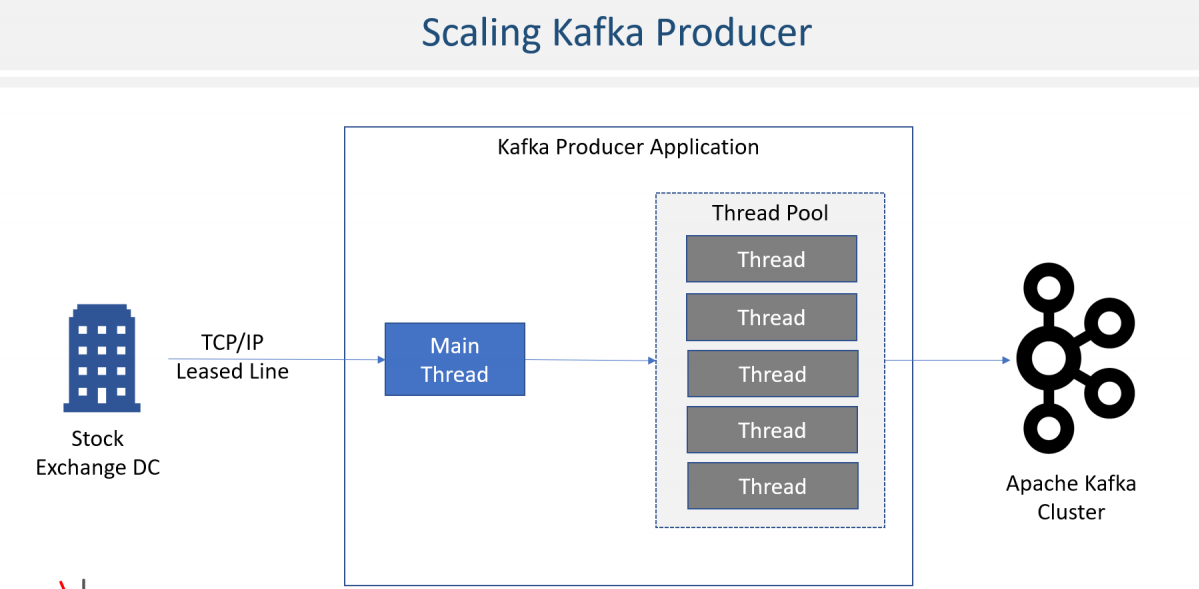 Scaling Kafka Producer
Kafka Producer Application
Thread Pool
Thread
Thread
Thread
Thread
Thread
Main
Thread
TCP/IP
Leased Line
Stock
Exchange DC
Apache Kafka
Cluster